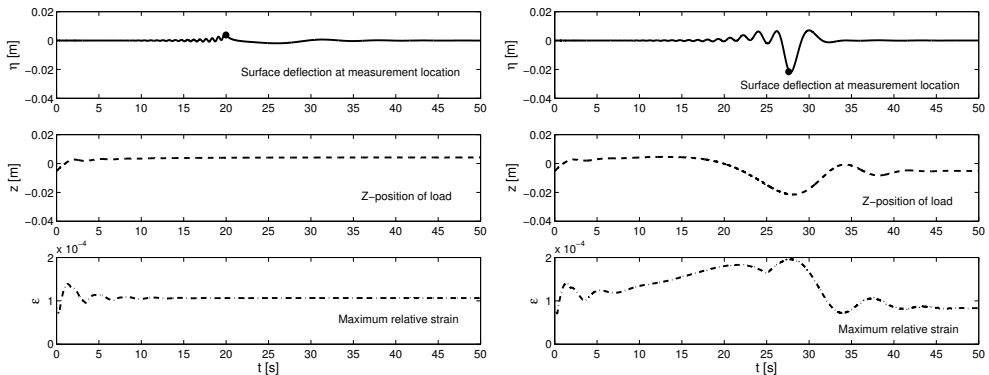 0.02
0
−0.02
−0.04
η [m]
Surface deflection at measurement location
0 5 10 15 20 25 30 35 40 45 50
0.02
0
−0.02
−0.04
z [m]
Z−position of load
0 5 10 15 20 25 30 35 40 45 50
x 10⁻⁴
2
1
0
ε
Maximum relative strain
0 5 10 15 20 25 30 35 40 45 50
t [s]
0.02
0
−0.02
−0.04
η [m]
Surface deflection at measurement location
0 5 10 15 20 25 30 35 40 45 50
0.02
0
−0.02
−0.04
z [m]
Z−position of load
0 5 10 15 20 25 30 35 40 45 50
x 10⁻⁴
2
1
0
ε
Maximum relative strain
0 5 10 15 20 25 30 35 40 45 50
t [s]